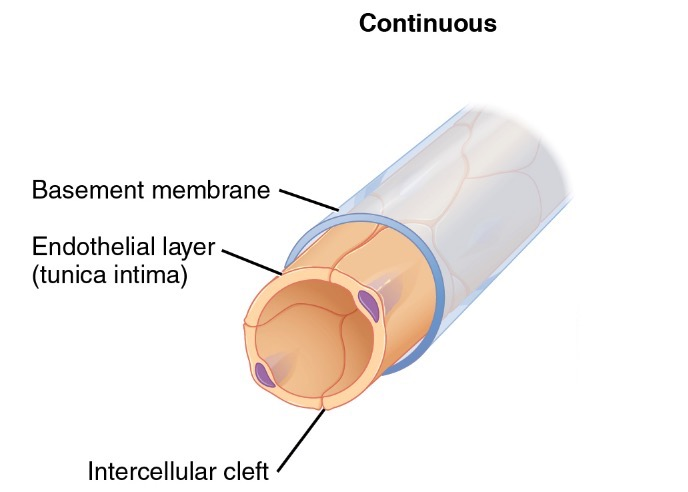 Continuous
Basement membrane
Endothelial layer
(tunica intima)
Intercellular cleft